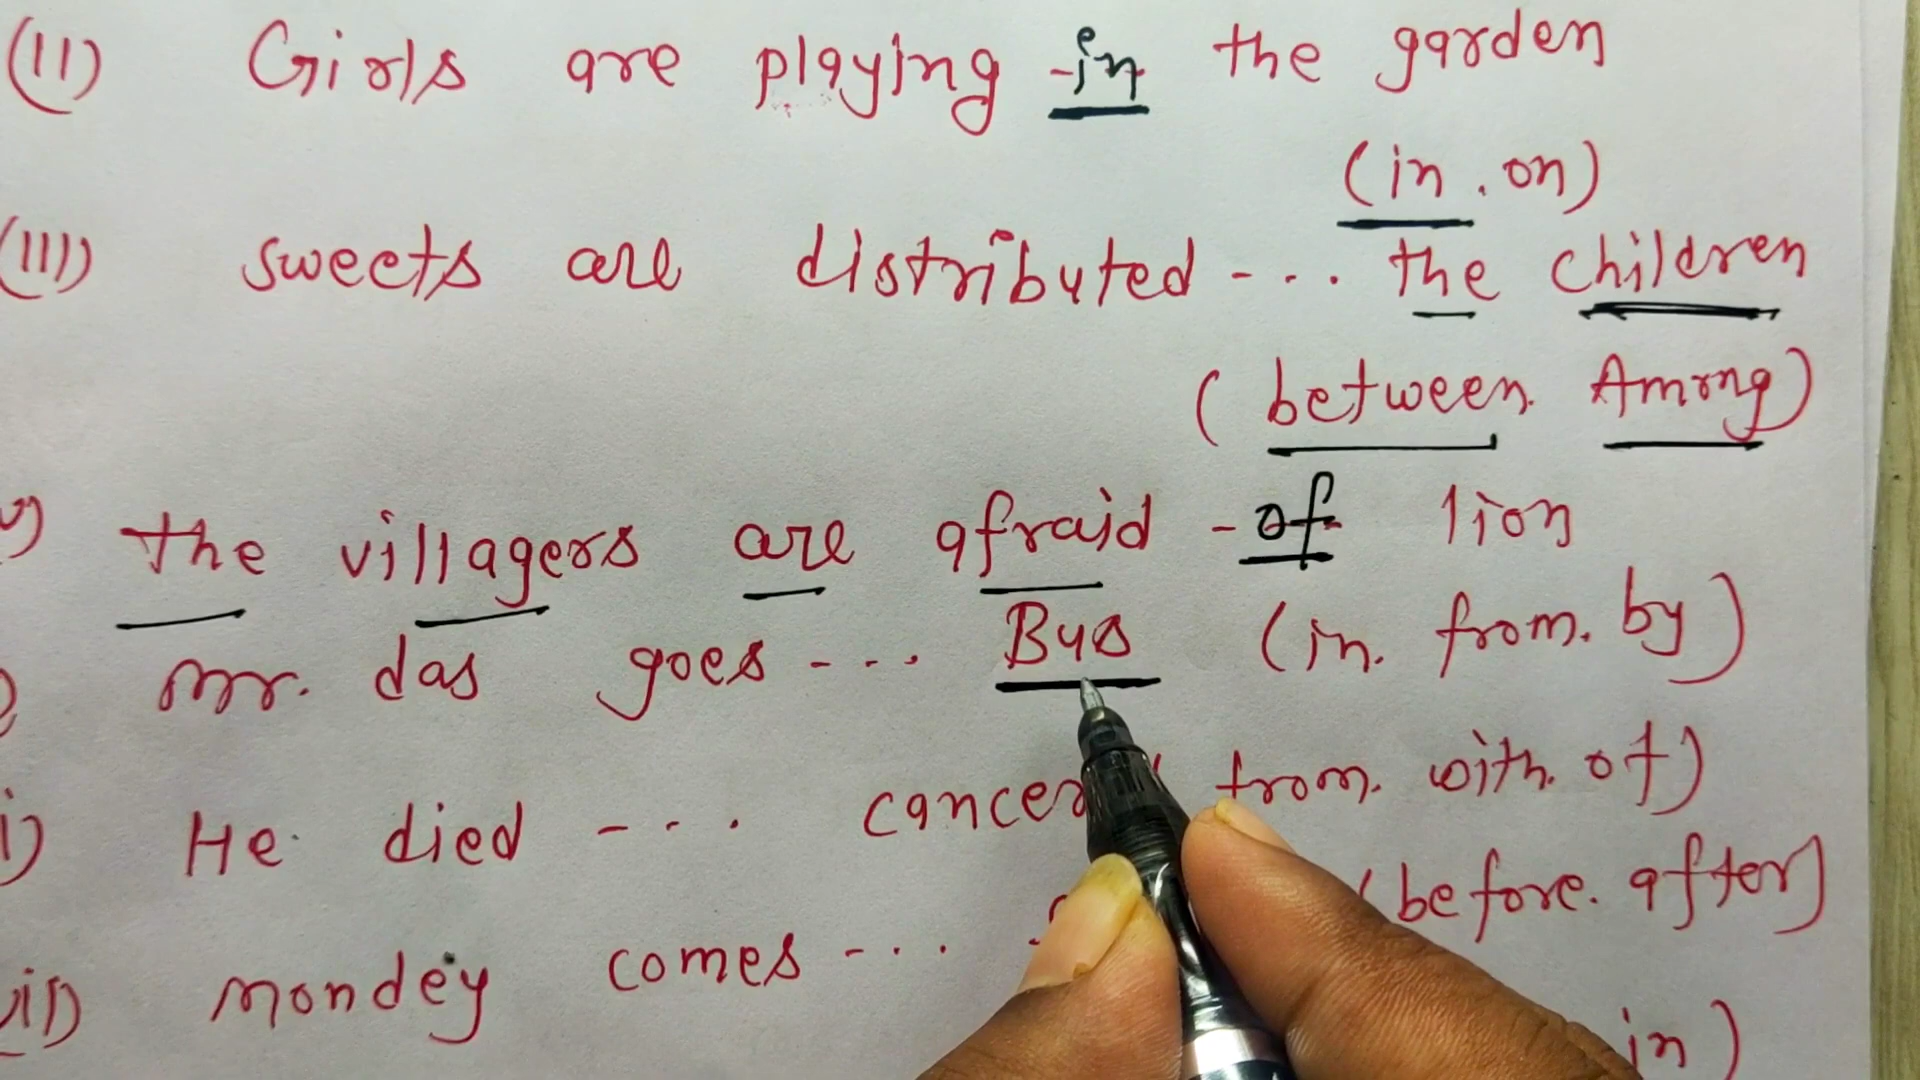 (II) Girls are playing in the garden
(in. on)
(III) sweets are distributed - - . . the children
(between. Among)
the villagers are afraid - of lion
mr. das goes - - . . Bus (in. from. by)
He died - - . . cancer from. with. of)
(before. after)
mondey comes - . . .
in)